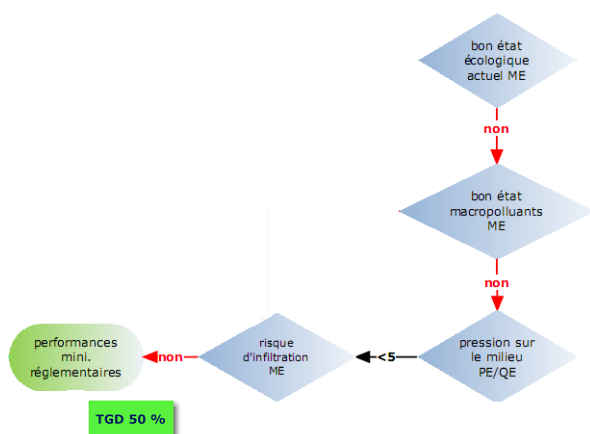 bon état
écologique
actuel ME
non
bon état
macropolluants
ME
non
pression sur
le milieu
PE/QE
<5
risque
d'infiltration
ME
non
performances
mini.
réglementaires
TGD 50 %